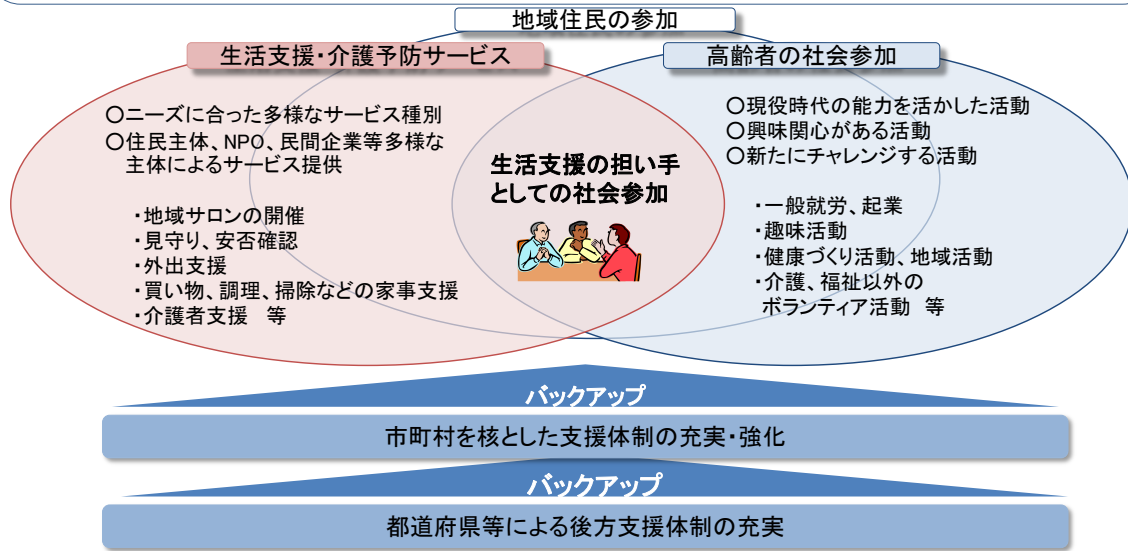 地域住民の参加
生活支援・介護予防サービス
○ニーズに合った多様なサービス種別
○住民主体、NPO、民間企業等多様な
主体によるサービス提供
・地域サロンの開催
・見守り、安否確認
・外出支援
・買い物、調理、掃除などの家事支援
・介護者支援　等
生活支援の担い手
としての社会参加
高齢者の社会参加
○現役時代の能力を活かした活動
○興味関心がある活動
○新たにチャレンジする活動
・一般就労、起業
・趣味活動
・健康づくり活動、地域活動
・介護、福祉以外の
ボランティア活動　等
バックアップ
市町村を核とした支援体制の充実・強化
バックアップ
都道府県等による後方支援体制の充実